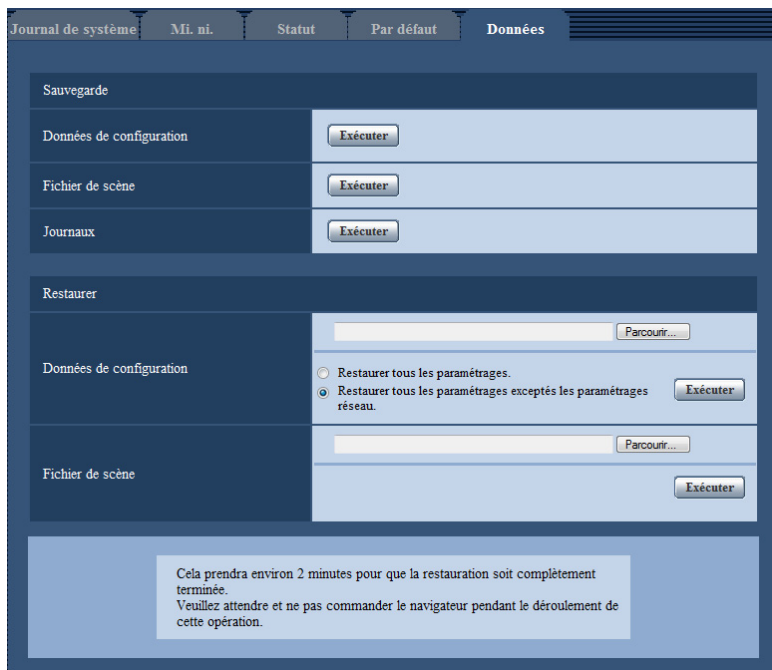 Journal de système Mi. ni. Statut Par défaut Données
Sauvegarde
Données de configuration Exécuter
Fichier de scène Exécuter
Journaux Exécuter
Restaurer
Parcourir...
Données de configuration
Restaurer tous les paramétrages.
Restaurer tous les paramétrages exceptés les paramétrages
réseau.
Exécuter
Parcourir...
Fichier de scène
Exécuter
Cela prendra environ 2 minutes pour que la restauration soit complètement
terminée.
Veuillez attendre et ne pas commander le navigateur pendant le déroulement de
cette opération.